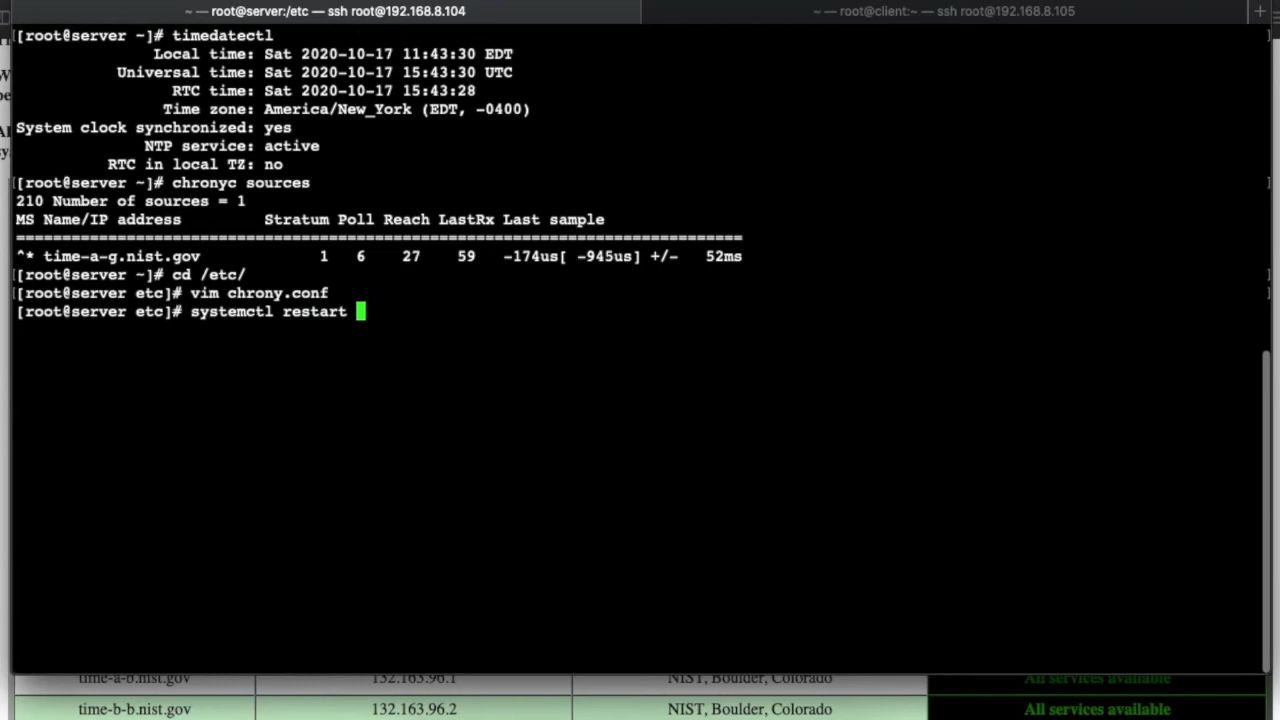 ~ — root@server:/etc — ssh root@192.168.8.104
~ — root@client:~ — ssh root@192.168.8.105
[[root@server ~]# timedatectl
Local time: Sat 2020-10-17 11:43:30 EDT
Universal time: Sat 2020-10-17 15:43:30 UTC
RTC time: Sat 2020-10-17 15:43:28
Time zone: America/New_York (EDT, -0400)
System clock synchronized: yes
NTP service: active
RTC in local TZ: no
[[root@server ~]# chronyc sources
210 Number of sources = 1
MS Name/IP address         Stratum Poll Reach LastRx Last sample
===============================================================================
^* time-a-g.nist.gov             1   6    27    59   -174us[ -945us] +/-   52ms
[[root@server ~]# cd /etc/
[[root@server etc]# vim chrony.conf
[root@server etc]# systemctl restart
time-a-b.nist.gov 132.163.96.1 NIST, Boulder, Colorado All services available
time-b-b.nist.gov 132.163.96.2 NIST, Boulder, Colorado All services available